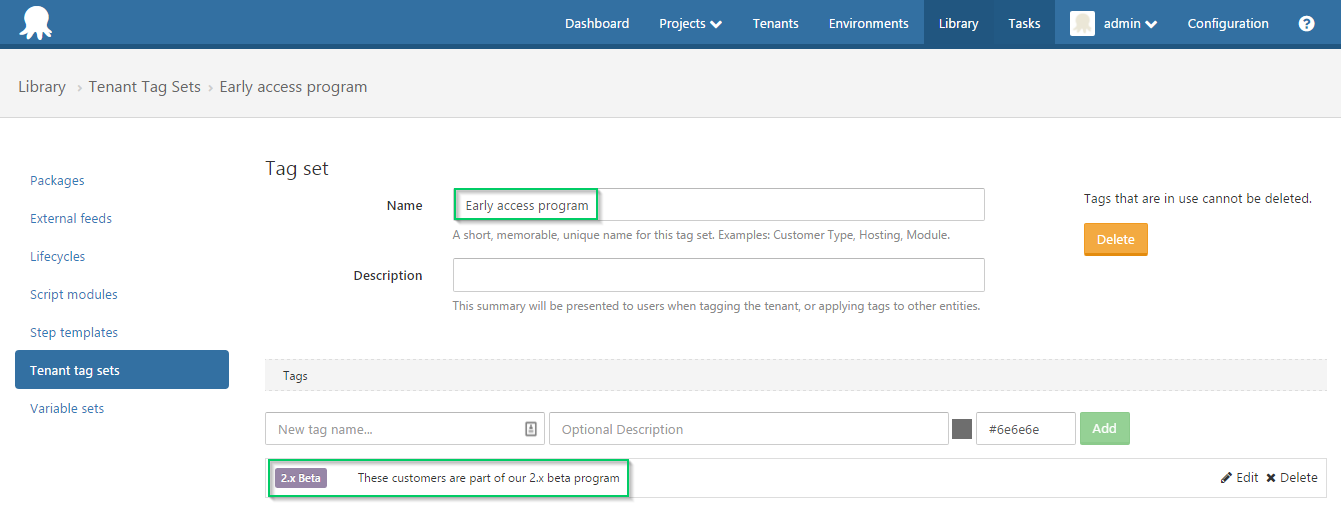 Dashboard Projects Tenants Environments Library Tasks admin Configuration ?
Library › Tenant Tag Sets › Early access program
Packages
External feeds
Lifecycles
Script modules
Step templates
Tenant tag sets
Variable sets
Tag set
Name
Early access program
A short, memorable, unique name for this tag set. Examples: Customer Type, Hosting, Module.
Description
This summary will be presented to users when tagging the tenant, or applying tags to other entities.
Tags that are in use cannot be deleted.
Delete
Tags
New tag name... Optional Description #6e6e6e Add
2.x Beta These customers are part of our 2.x beta program Edit Delete